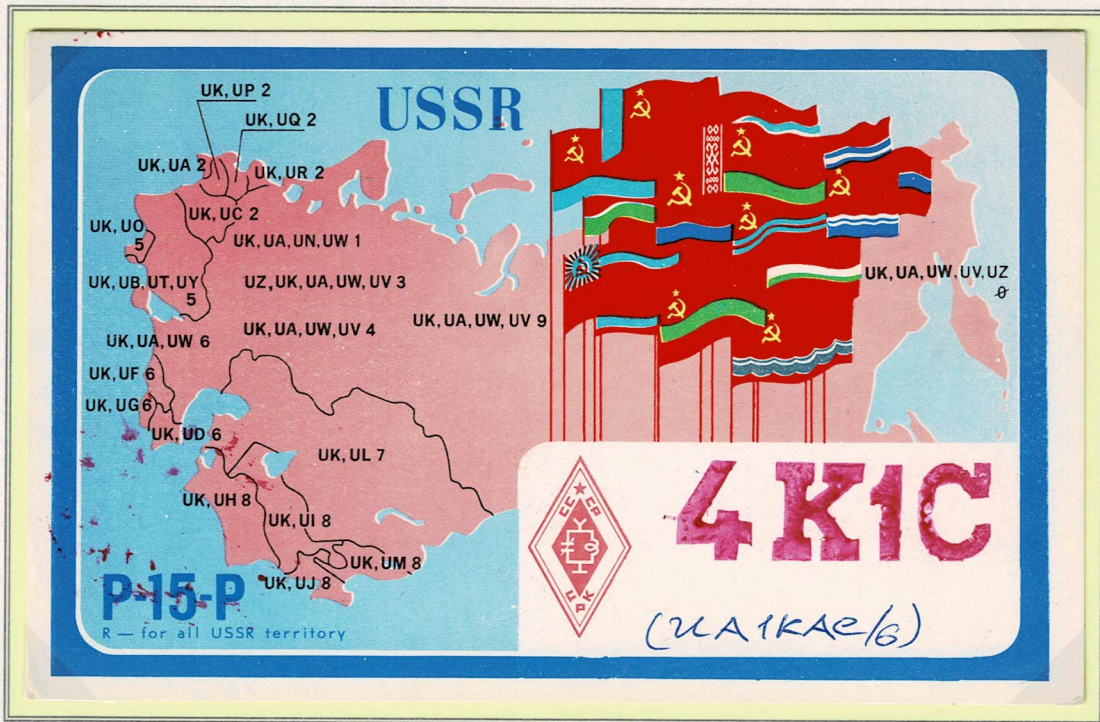 USSR
UK, UP 2
UK, UQ 2
UK, UA 2
UK, UR 2
UK, UC 2
UK, UO 5
UK, UA, UN, UW 1
UK, UB, UT, UY 5
UZ, UK, UA, UW, UV 3
UK, UA, UW, UV, UZ 0
UK, UA, UW, UV 4
UK, UA, UW, UV 9
UK, UA, UW 6
UK, UF 6
UK, UG 6
UK, UD 6
UK, UL 7
UK, UH 8
UK, UI 8
UK, UM 8
UK, UJ 8
P-15-P
R — for all USSR territory
СССР
ЦРК
4K1C
(UA1KAE/6)